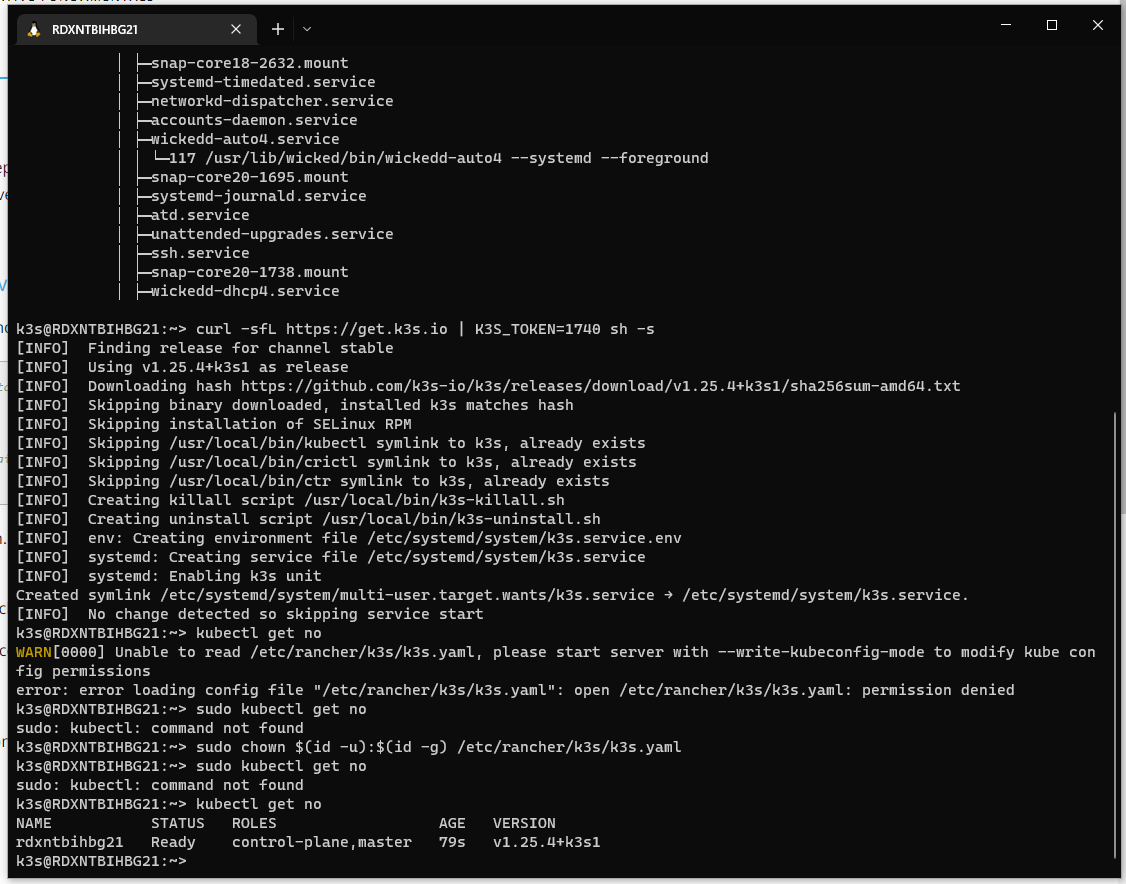 RDXNTBIHBG21
├─snap-core18-2632.mount
├─systemd-timedated.service
├─networkd-dispatcher.service
├─accounts-daemon.service
├─wickedd-auto4.service
│ └─117 /usr/lib/wicked/bin/wickedd-auto4 --systemd --foreground
├─snap-core20-1695.mount
├─systemd-journald.service
├─atd.service
├─unattended-upgrades.service
├─ssh.service
├─snap-core20-1738.mount
├─wickedd-dhcp4.service
k3s@RDXNTBIHBG21:~> curl -sfL https://get.k3s.io | K3S_TOKEN=1740 sh -s
[INFO]  Finding release for channel stable
[INFO]  Using v1.25.4+k3s1 as release
[INFO]  Downloading hash https://github.com/k3s-io/k3s/releases/download/v1.25.4+k3s1/sha256sum-amd64.txt
[INFO]  Skipping binary downloaded, installed k3s matches hash
[INFO]  Skipping installation of SELinux RPM
[INFO]  Skipping /usr/local/bin/kubectl symlink to k3s, already exists
[INFO]  Skipping /usr/local/bin/crictl symlink to k3s, already exists
[INFO]  Skipping /usr/local/bin/ctr symlink to k3s, already exists
[INFO]  Creating killall script /usr/local/bin/k3s-killall.sh
[INFO]  Creating uninstall script /usr/local/bin/k3s-uninstall.sh
[INFO]  env: Creating environment file /etc/systemd/system/k3s.service.env
[INFO]  systemd: Creating service file /etc/systemd/system/k3s.service
[INFO]  systemd: Enabling k3s unit
Created symlink /etc/systemd/system/multi-user.target.wants/k3s.service → /etc/systemd/system/k3s.service.
[INFO]  No change detected so skipping service start
k3s@RDXNTBIHBG21:~> kubectl get no
WARN[0000] Unable to read /etc/rancher/k3s/k3s.yaml, please start server with --write-kubeconfig-mode to modify kube con
fig permissions
error: error loading config file "/etc/rancher/k3s/k3s.yaml": open /etc/rancher/k3s/k3s.yaml: permission denied
k3s@RDXNTBIHBG21:~> sudo kubectl get no
sudo: kubectl: command not found
k3s@RDXNTBIHBG21:~> sudo chown $(id -u):$(id -g) /etc/rancher/k3s/k3s.yaml
k3s@RDXNTBIHBG21:~> sudo kubectl get no
sudo: kubectl: command not found
k3s@RDXNTBIHBG21:~> kubectl get no
NAME           STATUS   ROLES                  AGE   VERSION
rdxntbihbg21   Ready    control-plane,master   79s   v1.25.4+k3s1
k3s@RDXNTBIHBG21:~>